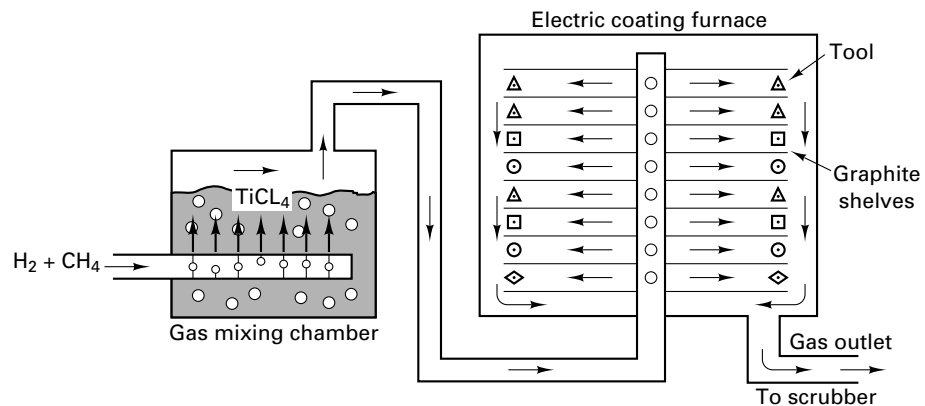 Electric coating furnace
Tool
Graphite
shelves
TiCL₄
H₂ + CH₄
Gas mixing chamber
Gas outlet
To scrubber